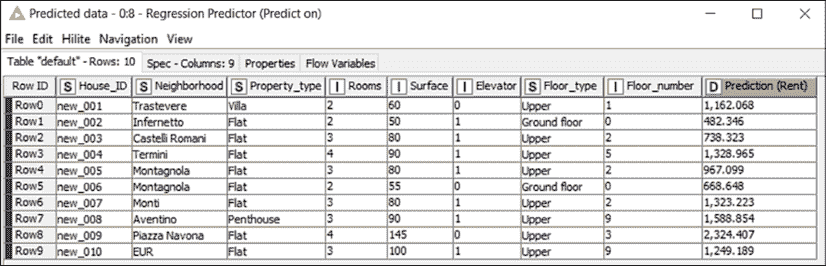 Predicted data - 0:8 - Regression Predictor (Predict on)
File Edit Hilite Navigation View
Table "default" - Rows: 10 Spec - Columns: 9 Properties Flow Variables
Row ID S House_ID S Neighborhood S Property_type I Rooms I Surface I Elevator S Floor_type I Floor_number D Prediction (Rent)
Row0 new_001 Trastevere Villa 2 60 0 Upper 1 1,162.068
Row1 new_002 Infernetto Flat 2 50 1 Ground floor 0 482.346
Row2 new_003 Castelli Romani Flat 3 80 1 Upper 2 738.323
Row3 new_004 Termini Flat 4 90 1 Upper 5 1,328.965
Row4 new_005 Montagnola Flat 3 80 1 Upper 2 967.099
Row5 new_006 Montagnola Flat 2 55 0 Ground floor 0 668.648
Row6 new_007 Monti Flat 3 80 1 Upper 2 1,323.223
Row7 new_008 Aventino Penthouse 3 90 1 Upper 9 1,588.854
Row8 new_009 Piazza Navona Flat 4 145 0 Upper 3 2,324.407
Row9 new_010 EUR Flat 3 100 1 Upper 9 1,249.189